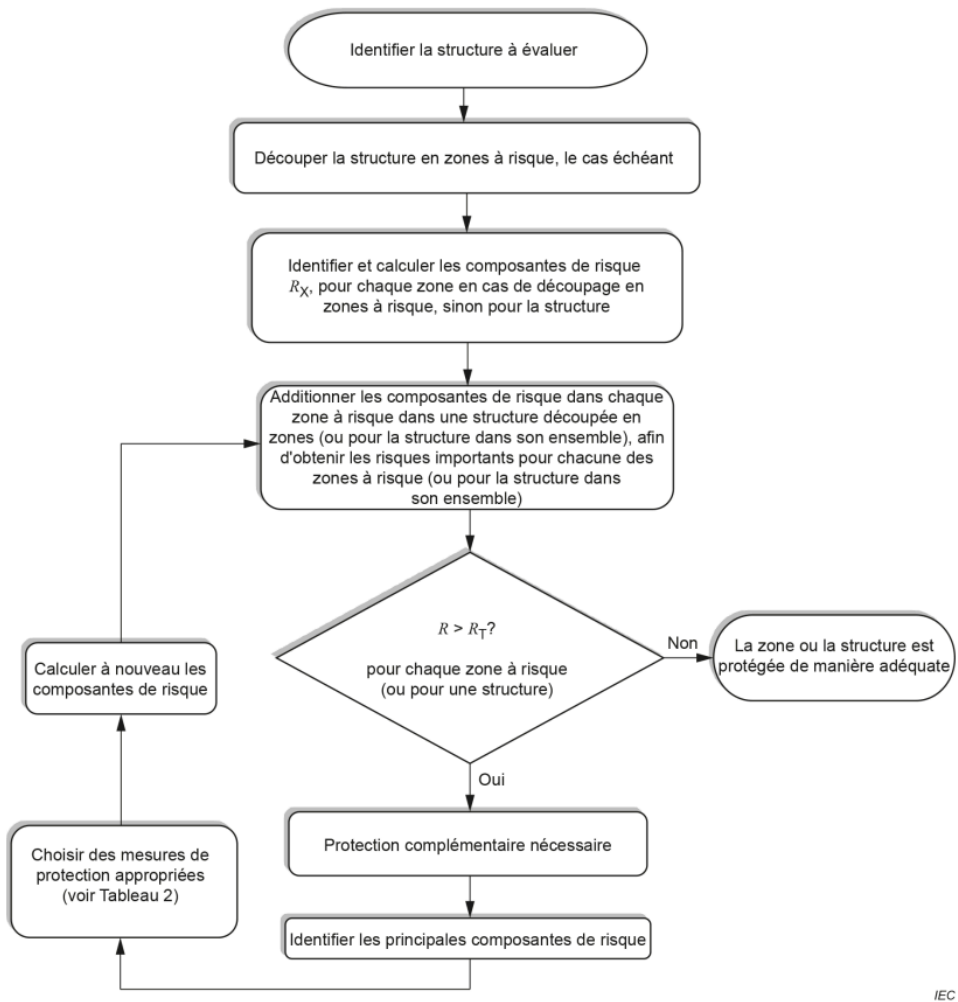 Identifier la structure à évaluer
Découper la structure en zones à risque, le cas échéant
Identifier et calculer les composantes de risque
RX, pour chaque zone en cas de découpage en
zones à risque, sinon pour la structure
Additionner les composantes de risque dans chaque
zone à risque dans une structure découpée en
zones (ou pour la structure dans son ensemble), afin
d'obtenir les risques importants pour chacune des
zones à risque (ou pour la structure dans
son ensemble)
R > RT?
pour chaque zone à risque
(ou pour une structure)
Non
La zone ou la structure est
protégée de manière adéquate
Oui
Protection complémentaire nécessaire
Identifier les principales composantes de risque
Choisir des mesures de
protection appropriées
(voir Tableau 2)
Calculer à nouveau les
composantes de risque
IEC